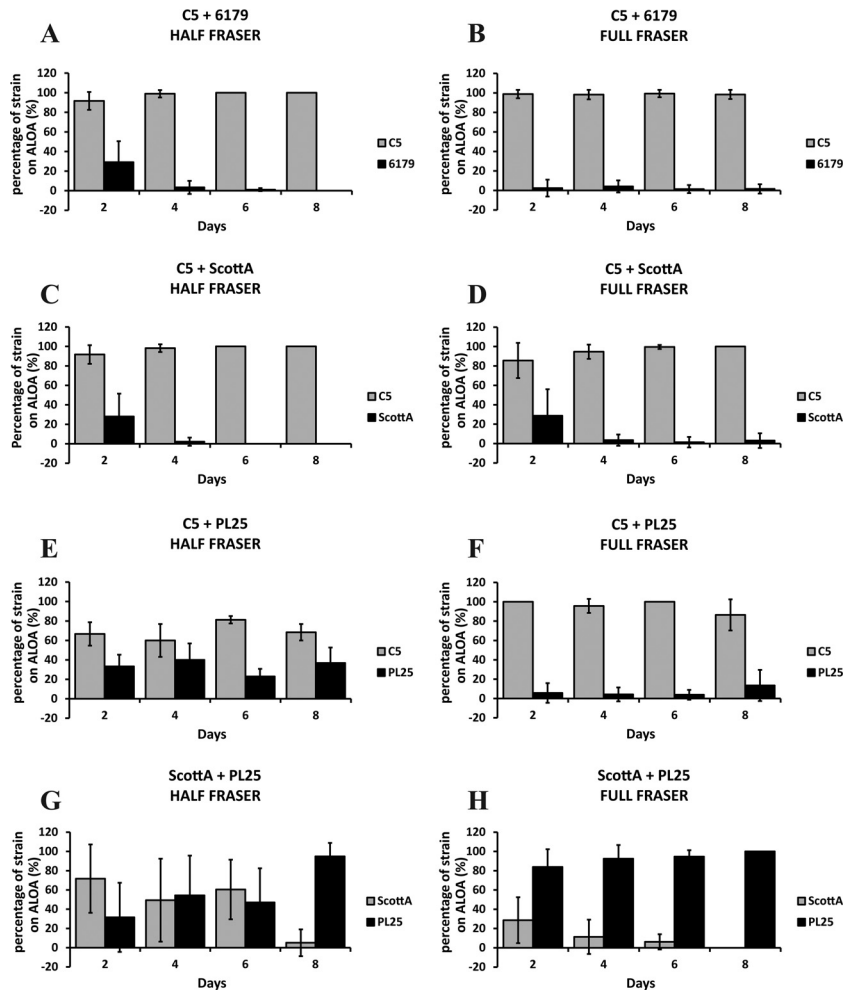 A
C5 + 6179
HALF FRASER
percentage of strain
on ALOA (%)
120
100
80
60
40
20
0
-20
2 4 6 8
Days
C5
6179
B
C5 + 6179
FULL FRASER
percentage of strain
on ALOA (%)
120
100
80
60
40
20
0
-20
2 4 6 8
Days
C5
6179
C
C5 + ScottA
HALF FRASER
Percentage of strain
on ALOA (%)
120
100
80
60
40
20
0
-20
2 4 6 8
Days
C5
ScottA
D
C5 + ScottA
FULL FRASER
percentage of strain
on ALOA (%)
120
100
80
60
40
20
0
-20
2 4 6 8
Days
C5
ScottA
E
C5 + PL25
HALF FRASER
percentage of strain
on ALOA (%)
120
100
80
60
40
20
0
-20
2 4 6 8
Days
C5
PL25
F
C5 + PL25
FULL FRASER
percentage of strain
on ALOA (%)
120
100
80
60
40
20
0
-20
2 4 6 8
Days
C5
PL25
G
ScottA + PL25
HALF FRASER
percentage of strain
on ALOA (%)
120
100
80
60
40
20
0
-20
2 4 6 8
Days
ScottA
PL25
H
ScottA + PL25
FULL FRASER
percentage of strain
on ALOA (%)
120
100
80
60
40
20
0
-20
2 4 6 8
Days
ScottA
PL25